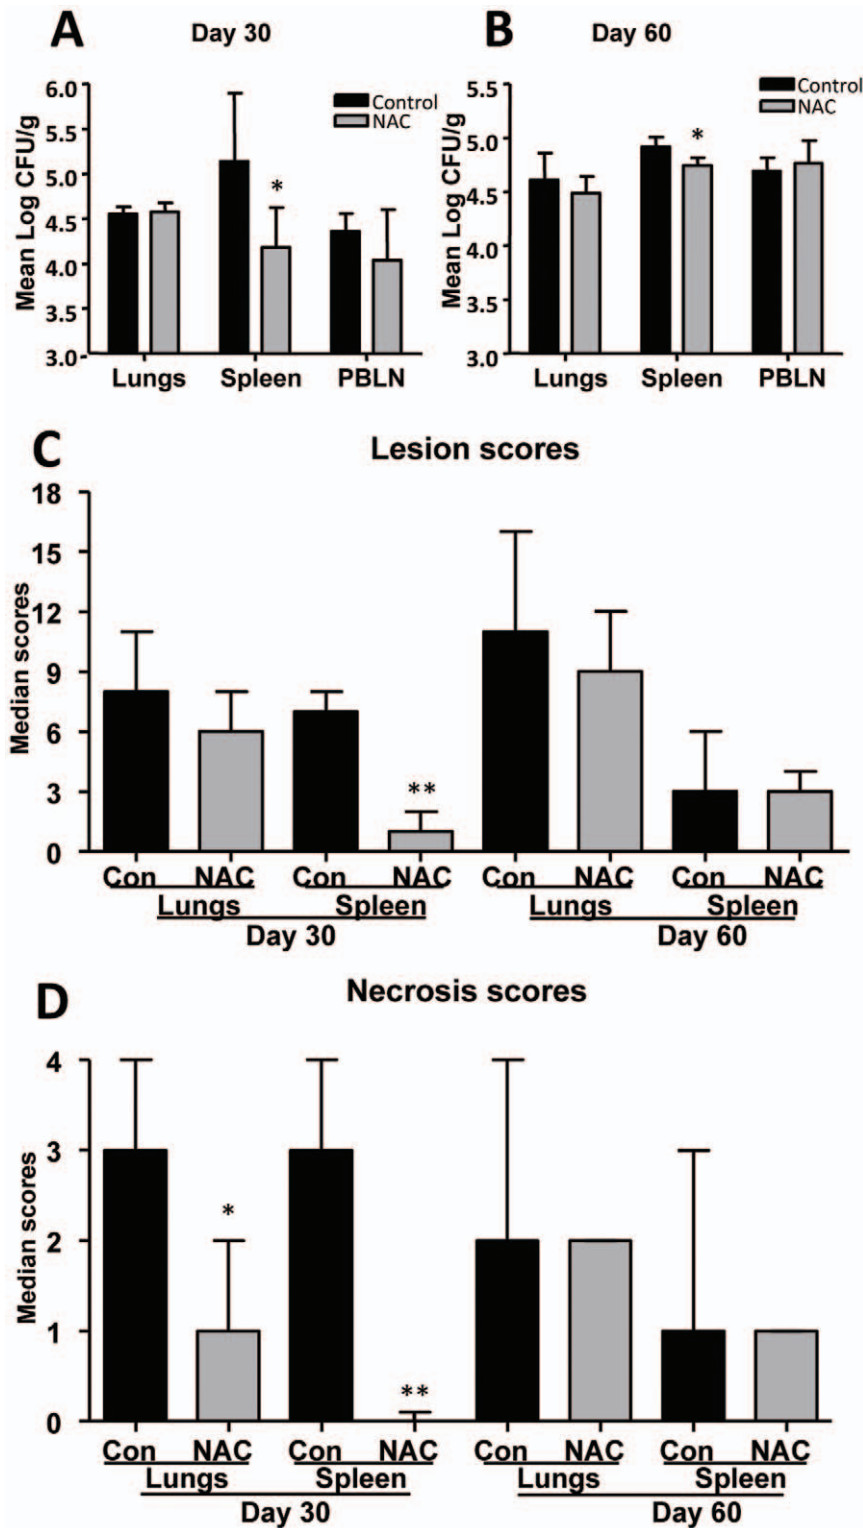 A
Day 30
Mean Log CFU/g
6.0
5.5
5.0
4.5
4.0
3.5
3.0
Control
NAC
*
Lungs Spleen PBLN
B
Day 60
Mean Log CFU/g
5.5
5.0
4.5
4.0
3.5
3.0
Control
NAC
*
Lungs Spleen PBLN
C
Lesion scores
Median scores
18
15
12
9
6
3
0
**
Con NAC Con NAC Con NAC Con NAC
Lungs Spleen Lungs Spleen
Day 30 Day 60
D
Necrosis scores
Median scores
4
3
2
1
0
*
**
Con NAC Con NAC Con NAC Con NAC
Lungs Spleen Lungs Spleen
Day 30 Day 60